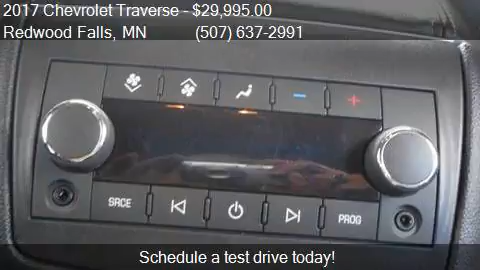 2017 Chevrolet Traverse - $29,995.00
Redwood Falls, MN (507) 637-2991
SRCE PROG
Schedule a test drive today!